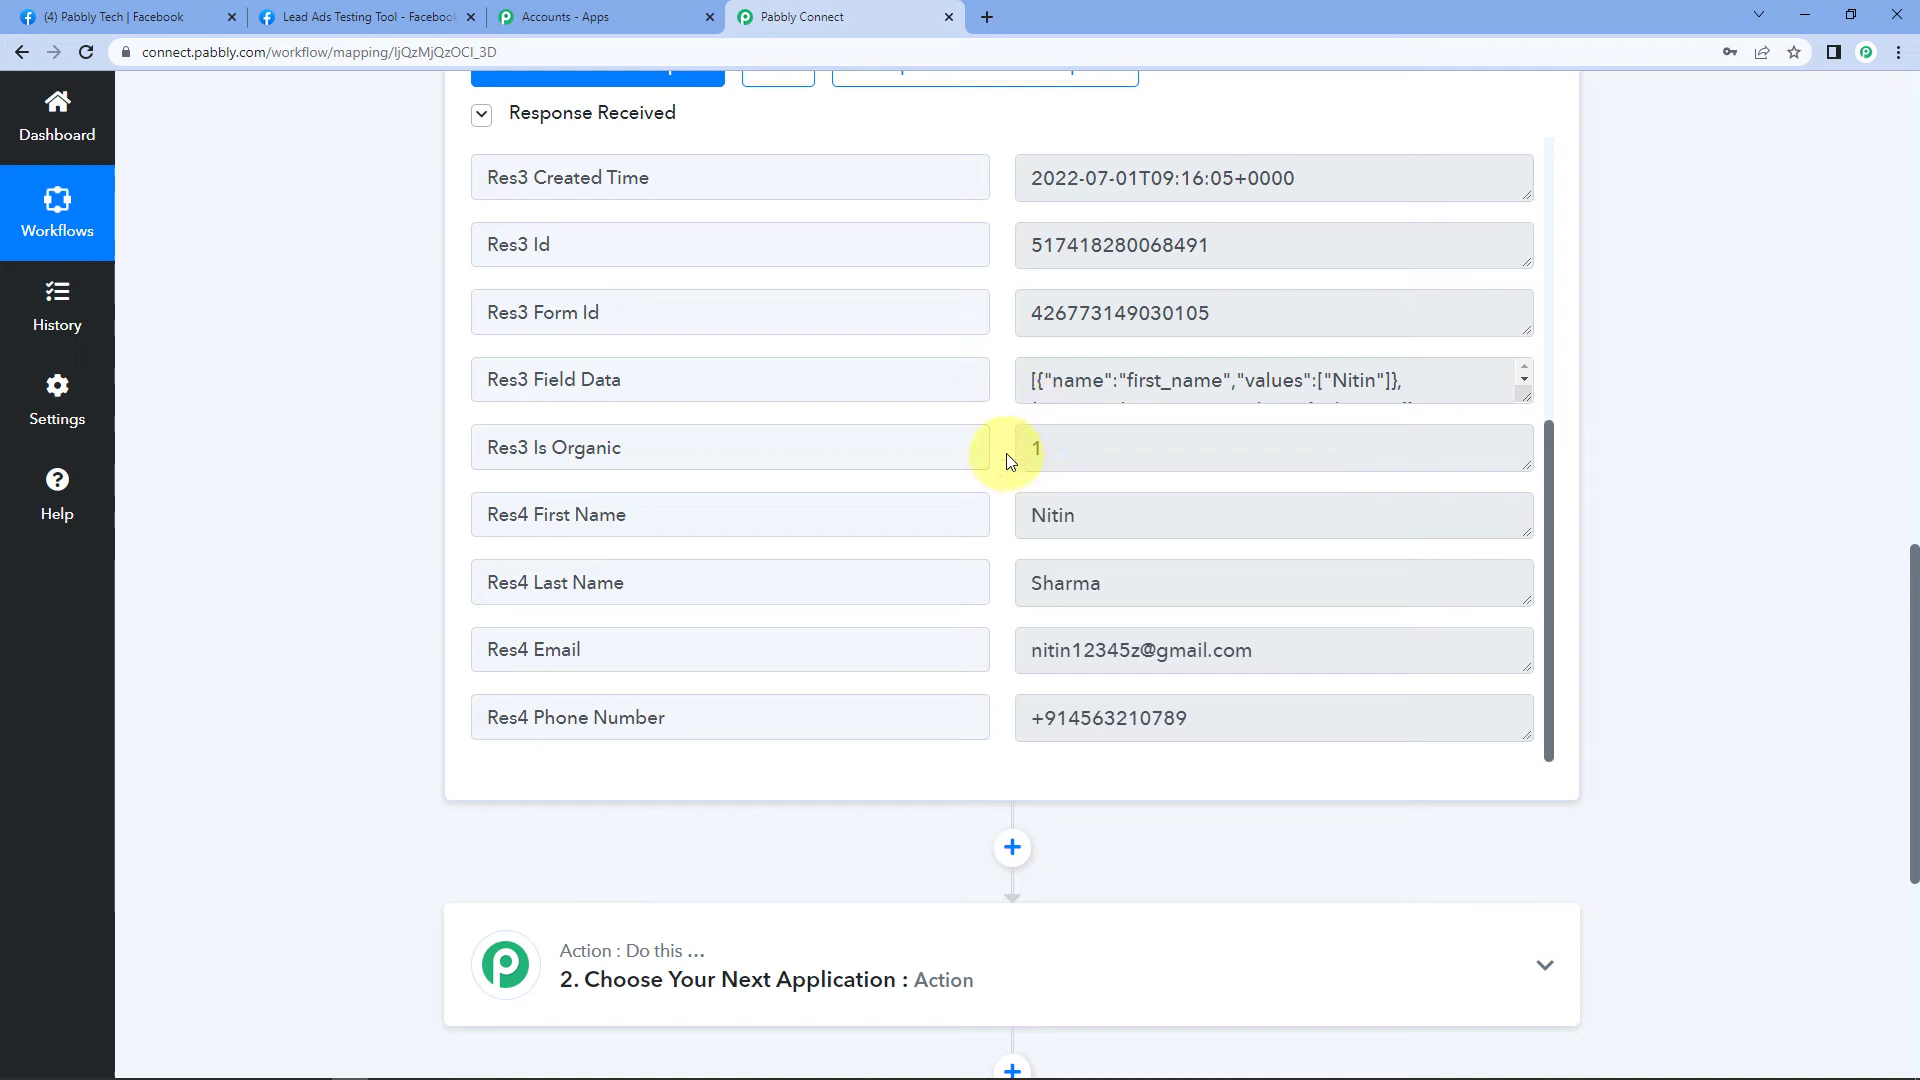 (4) Pabbly Tech | Facebook
Lead Ads Testing Tool - Facebook
Accounts - Apps
Pabbly Connect
connect.pabbly.com/workflow/mapping/IjQzMjQzOCI_3D
Dashboard
Workflows
History
Settings
Help
Response Received
Res3 Created Time
2022-07-01T09:16:05+0000
Res3 Id
517418280068491
Res3 Form Id
426773149030105
Res3 Field Data
[{"name":"first_name","values":["Nitin"]},
Res3 Is Organic
1
Res4 First Name
Nitin
Res4 Last Name
Sharma
Res4 Email
nitin12345z@gmail.com
Res4 Phone Number
+914563210789
Action : Do this ...
2. Choose Your Next Application : Action